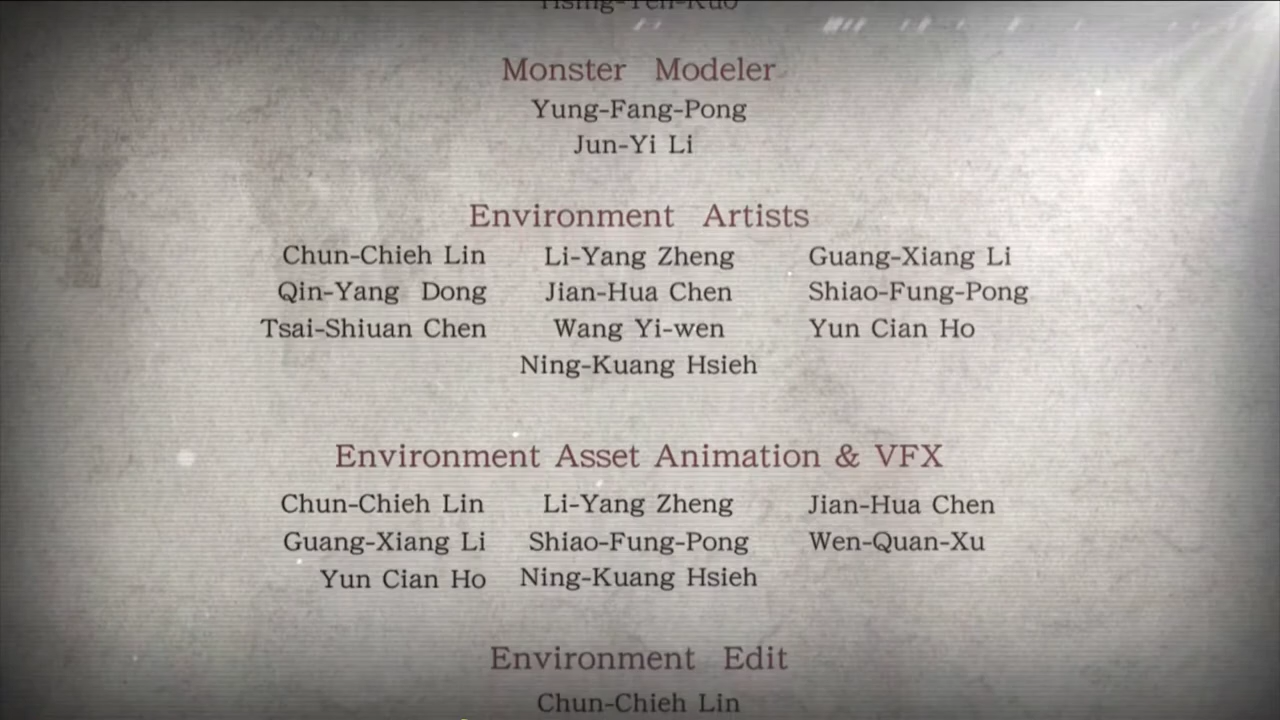 Hsing-Yen-Kuo
Monster Modeler
Yung-Fang-Pong
Jun-Yi Li
Environment Artists
Chun-Chieh Lin Li-Yang Zheng Guang-Xiang Li
Qin-Yang Dong Jian-Hua Chen Shiao-Fung-Pong
Tsai-Shiuan Chen Wang Yi-wen Yun Cian Ho
Ning-Kuang Hsieh
Environment Asset Animation & VFX
Chun-Chieh Lin Li-Yang Zheng Jian-Hua Chen
Guang-Xiang Li Shiao-Fung-Pong Wen-Quan-Xu
Yun Cian Ho Ning-Kuang Hsieh
Environment Edit
Chun-Chieh Lin